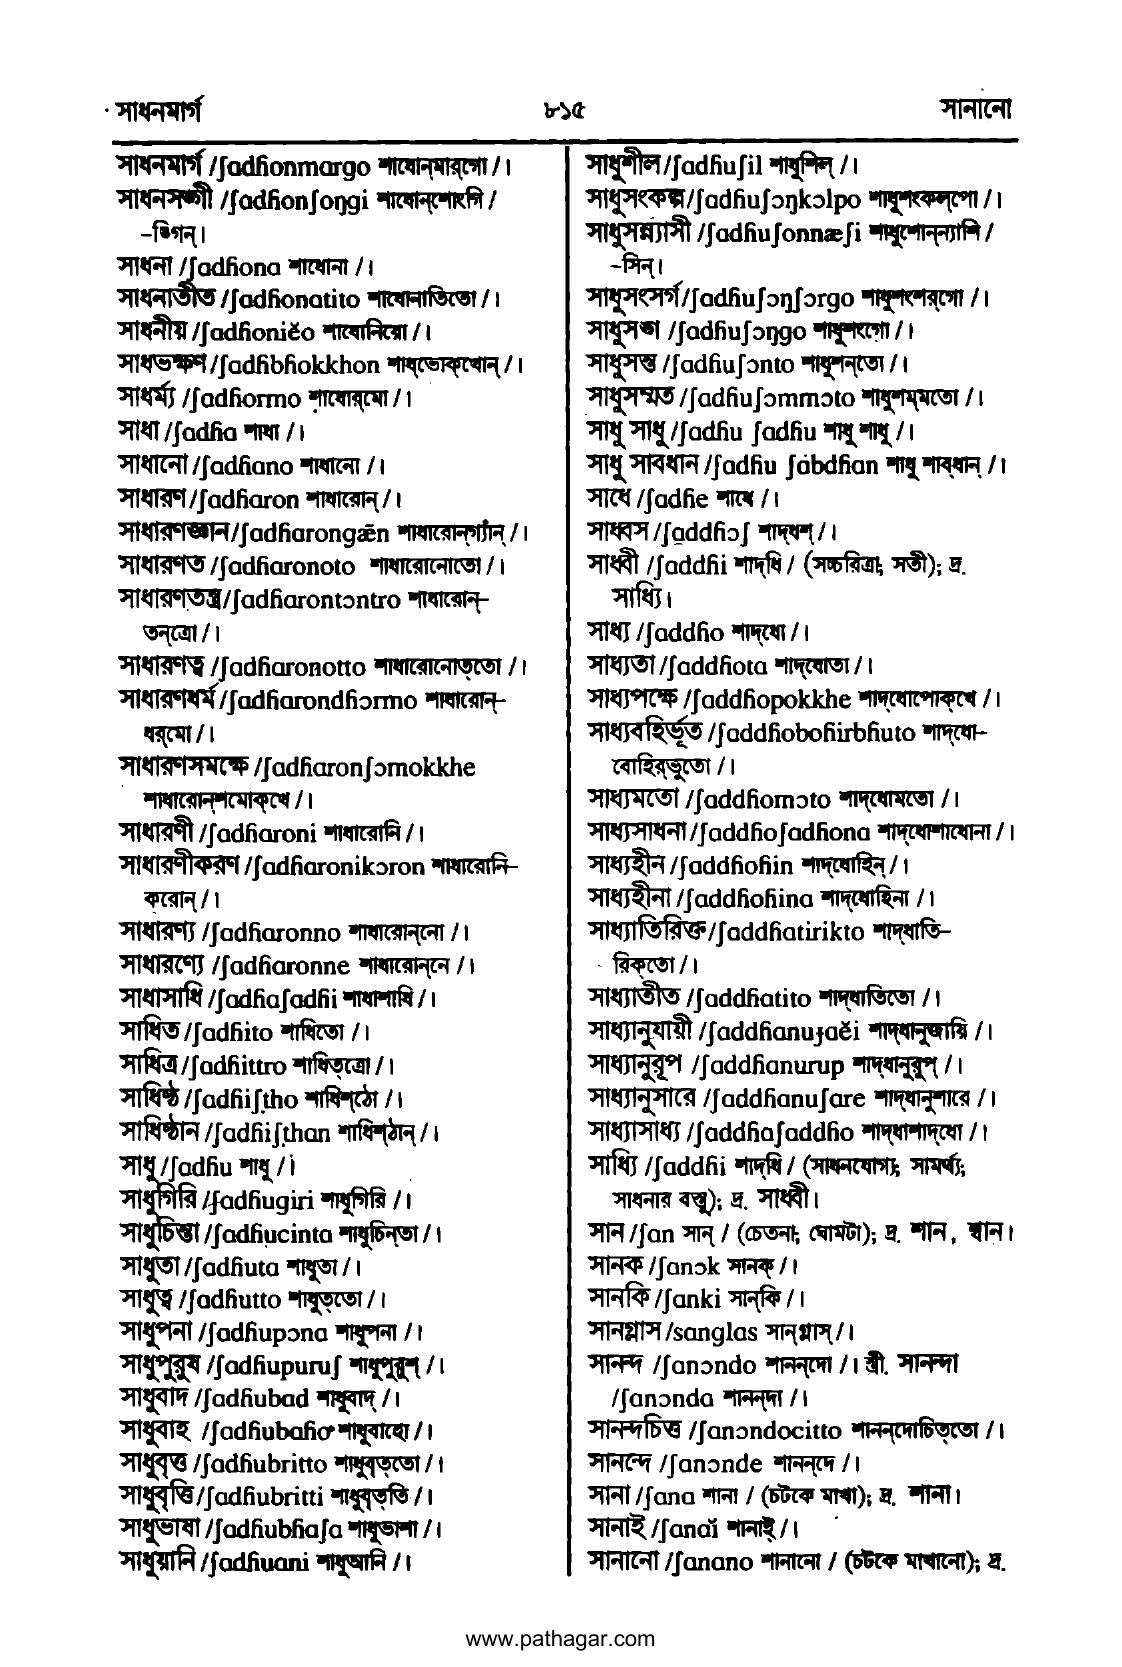 সাধনমার্গ ৮১৫ সানানো
সাধনমার্গ /ʃadɦonmargo শাধোন্‌মার্‌গো /।
সাধনসঙ্গী /ʃadɦonʃoŋgi শাধোন্‌শোংগি /
-ঙ্গিগন্‌।
সাধনা /ʃadɦona শাধোনা /।
সাধনাতীত /ʃadɦonatito শাধোনাতিতো /।
সাধনীয় /ʃadɦoniĕo শাধোনিয়ো /।
সাধভক্ষণ /ʃadɦbɦokkhon শাধ্‌ভোক্‌খোন্‌ /।
সাধর্ম্য /ʃadɦormo শাধোর্‌মো /।
সাধা /ʃadɦa শাধা /।
সাধানো /ʃadɦano শাধানো /।
সাধারণ /ʃadɦaron শাধারোন্‌ /।
সাধারণজ্ঞান /ʃadɦarongæ̃n শাধারোন্‌গ্যাঁন্‌ /।
সাধারণত /ʃadɦaronoto শাধারোনোতো /।
সাধারণতন্ত্র /ʃadɦarontɔntro শাধারোন্‌-
তন্‌ত্রো /।
সাধারণত্ব /ʃadɦaronotto শাধারোনোত্‌তো /।
সাধারণধর্ম /ʃadɦarondɦɔrmo শাধারোন্‌-
ধর্‌মো /।
সাধারণসমক্ষে /ʃadɦaronʃɔmokkhe
শাধারোন্‌শমোক্‌খে /।
সাধারণী /ʃadɦaroni শাধারোনি /।
সাধারণীকরণ /ʃadɦaronikɔron শাধারোনি-
করোন্‌ /।
সাধারণ্য /ʃadɦaronno শাধারোন্‌নো /।
সাধারণ্যে /ʃadɦaronne শাধারোন্‌নে /।
সাধাসাধি /ʃadɦaʃadɦi শাধাশাধি /।
সাধিত /ʃadɦito শাধিতো /।
সাধিত্র /ʃadɦittro শাধিত্‌ত্রো /।
সাধিষ্ঠ /ʃadɦiʃṭho শাধিশ্‌ঠো /।
সাধিষ্ঠান /ʃadɦiʃṭhan শাধিশ্‌ঠান্‌ /।
সাধু /ʃadɦu শাধু /।
সাধুগিরি /ʃadɦugiri শাধুগিরি /।
সাধুচিন্তা /ʃadɦucinta শাধুচিন্‌তা /।
সাধুতা /ʃadɦuta শাধুতা /।
সাধুত্ব /ʃadɦutto শাধুত্‌তো /।
সাধুপনা /ʃadɦupɔna শাধুপনা /।
সাধুপুরুষ /ʃadɦupuruʃ শাধুপুরুশ্‌ /।
সাধুবাদ /ʃadɦubad শাধুবাদ্‌ /।
সাধুবাহ /ʃadɦubaɦo শাধুবাহো /।
সাধুবৃত্ত /ʃadɦubritto শাধুবৃত্‌তো /।
সাধুবৃত্তি /ʃadɦubritti শাধুবৃত্‌তি /।
সাধুভাষা /ʃadɦubɦaʃa শাধুভাশা /।
সাধুয়ানি /ʃadɦuani শাধুআনি /।
সাধুশীল /ʃadɦuʃil শাধুশিল্‌ /।
সাধুসংকল্প /ʃadɦuʃɔŋkɔlpo শাধুশংকল্‌পো /।
সাধুসন্ন্যাসী /ʃadɦuʃonnæʃi শাধুশোন্‌ন্যাশি /
-সিন্‌।
সাধুসংসর্গ /ʃadɦuʃɔŋʃɔrgo শাধুশংশর্‌গো /।
সাধুসঙ্গ /ʃadɦuʃɔŋgo শাধুশংগো /।
সাধুসন্ত /ʃadɦuʃɔnto শাধুশন্‌তো /।
সাধুসম্মত /ʃadɦuʃɔmmɔto শাধুশম্‌মতো /।
সাধু সাধু /ʃadɦu ʃadɦu শাধু শাধু /।
সাধু সাবধান /ʃadɦu ʃabdɦan শাধু শাব্‌ধান্‌ /।
সাধে /ʃadɦe শাধে /।
সাধ্বস /ʃaddɦɔʃ শাদ্‌ধশ্‌ /।
সাধ্বী /ʃaddɦi শাদ্‌ধি / (সচ্চরিত্রা; সতী); দ্র.
সাধ্যি।
সাধ্য /ʃaddɦo শাদ্‌ধো /।
সাধ্যতা /ʃaddɦota শাদ্‌ধোতা /।
সাধ্যপক্ষে /ʃaddɦopokkhe শাদ্‌ধোপোক্‌খে /।
সাধ্যবহির্ভূত /ʃaddɦoboɦirbɦuto শাদ্‌ধো-
বোহির্‌ভুতো /।
সাধ্যমতো /ʃaddɦomɔto শাদ্‌ধোমতো /।
সাধ্যসাধনা /ʃaddɦoʃadɦona শাদ্‌ধোশাধোনা /।
সাধ্যহীন /ʃaddɦoɦin শাদ্‌ধোহিন্‌ /।
সাধ্যহীনা /ʃaddɦoɦina শাদ্‌ধোহিনা /।
সাধ্যাতিরিক্ত /ʃaddɦatirikto শাদ্‌ধাতি-
রিক্‌তো /।
সাধ্যাতীত /ʃaddɦatito শাদ্‌ধাতিতো /।
সাধ্যানুযায়ী /ʃaddɦanuɟaĕi শাদ্‌ধানুজায়ি /।
সাধ্যানুরূপ /ʃaddɦanurup শাদ্‌ধানুরুপ্‌ /।
সাধ্যানুসারে /ʃaddɦanuʃare শাদ্‌ধানুশারে /।
সাধ্যাসাধ্য /ʃaddɦaʃaddɦo শাদ্‌ধাশাদ্‌ধো /।
সাধ্যি /ʃaddɦi শাদ্‌ধি / (সাধনযোগ্য; সামর্থ্য;
সাধনার বস্তু); দ্র. সাধ্বী।
সান /ʃan সান্‌ / (চেতনা; ঘোমটা); দ্র. শান, শ্বান।
সানক /ʃanɔk সানক্‌ /।
সানকি /ʃanki সান্‌কি /।
সানগ্লাস /sanglas সান্‌গ্লাস্‌ /।
সানন্দ /ʃanɔndo শানন্‌দো /। স্ত্রী. সানন্দা
/ʃanɔnda শানন্‌দা /।
সানন্দচিত্ত /ʃanɔndocitto শানন্‌দোচিত্‌তো /।
সানন্দে /ʃanɔnde শানন্‌দে /।
সানা /ʃana শানা / (চটকে মাখা); দ্র. শানা।
সানাই /ʃanaĭ শানাই্‌ /।
সানানো /ʃanano শানানো / (চটকে মাখানো); দ্র.
www.pathagar.com